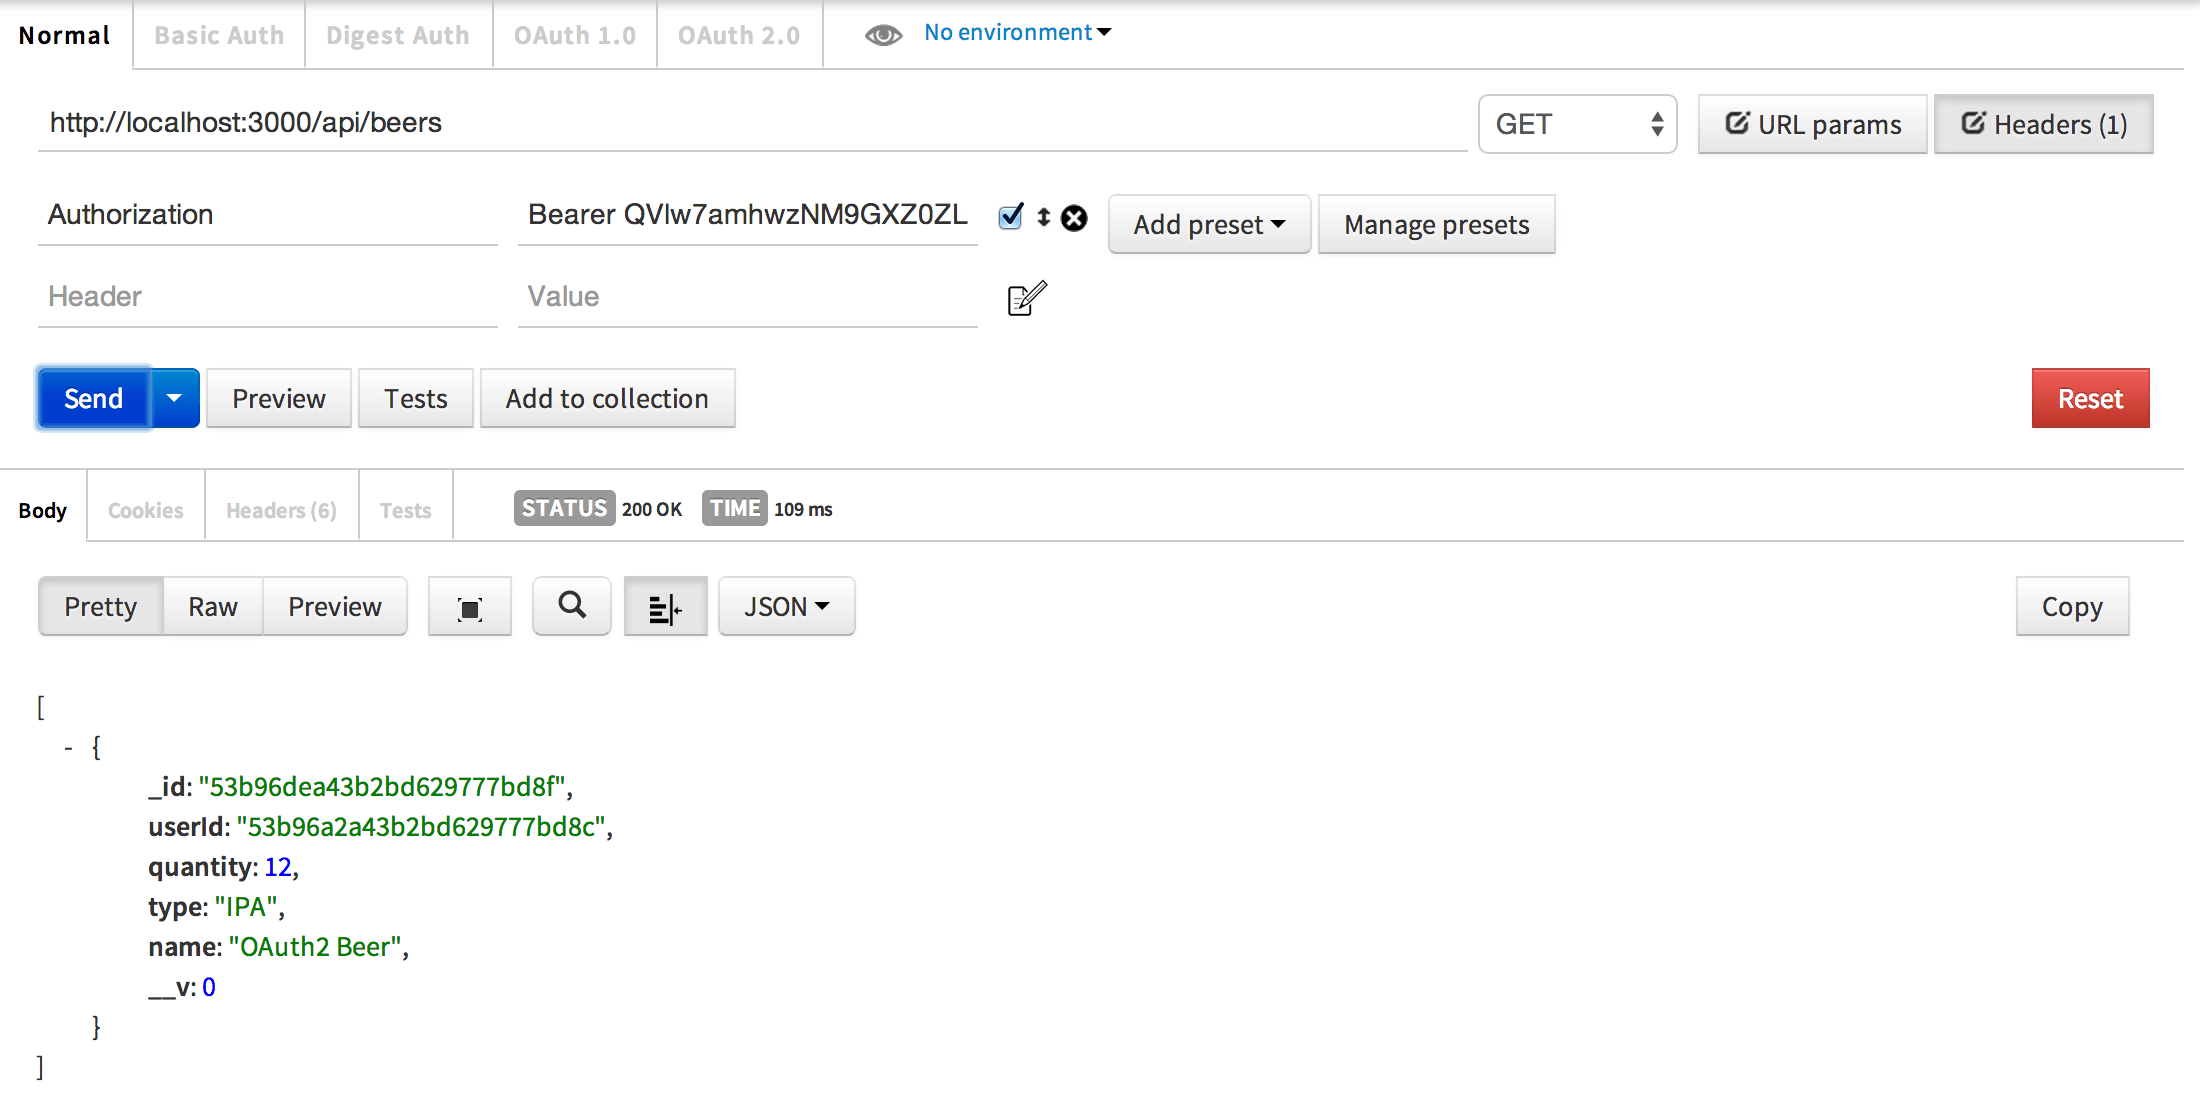 Normal Basic Auth Digest Auth OAuth 1.0 OAuth 2.0 No environment
http://localhost:3000/api/beers GET URL params Headers (1)
Authorization Bearer QVlw7amhwzNM9GXZ0ZL Add preset Manage presets
Header Value
Send Preview Tests Add to collection Reset
Body Cookies Headers (6) Tests STATUS 200 OK TIME 109 ms
Pretty Raw Preview JSON Copy
[
- {
_id: "53b96dea43b2bd629777bd8f",
userId: "53b96a2a43b2bd629777bd8c",
quantity: 12,
type: "IPA",
name: "OAuth2 Beer",
__v: 0
}
]